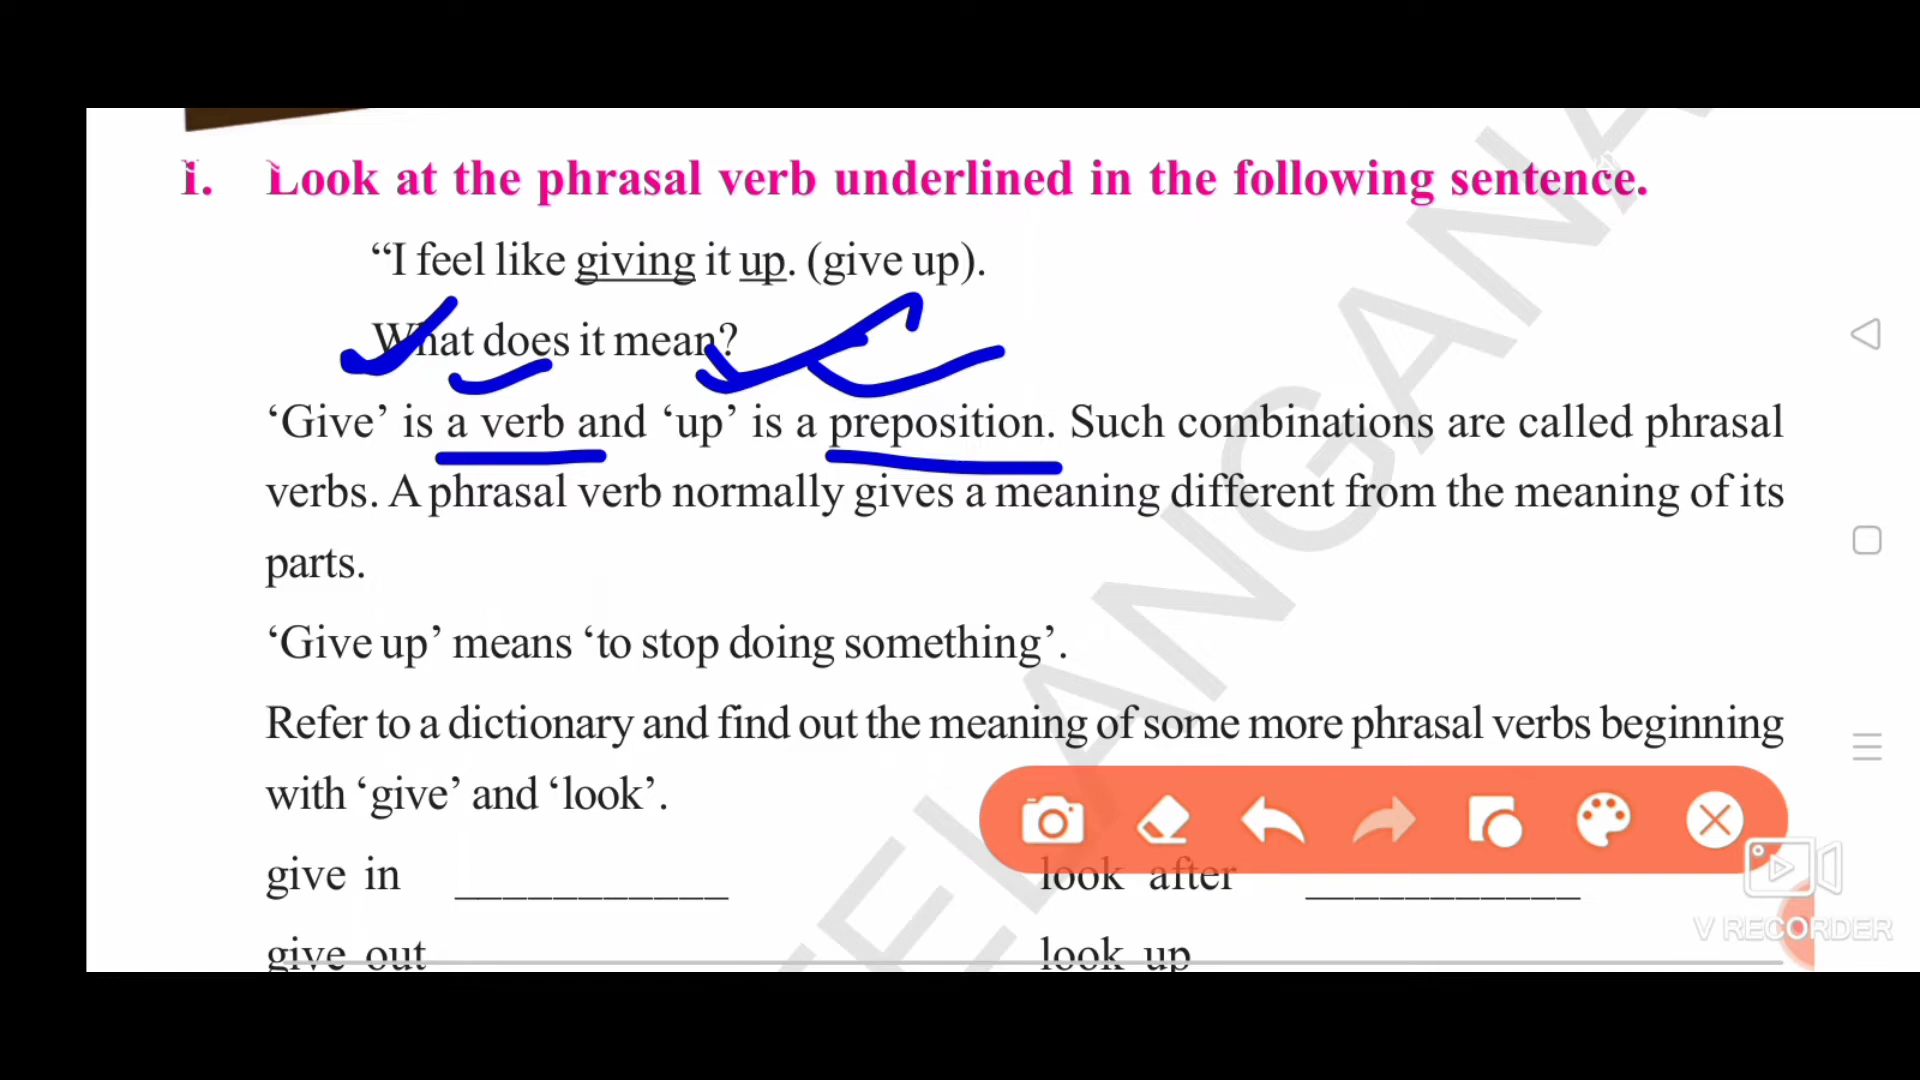 i. Look at the phrasal verb underlined in the following sentence.
“I feel like giving it up. (give up).
What does it mean?
‘Give’ is a verb and ‘up’ is a preposition. Such combinations are called phrasal
verbs. A phrasal verb normally gives a meaning different from the meaning of its
parts.
‘Give up’ means ‘to stop doing something’.
Refer to a dictionary and find out the meaning of some more phrasal verbs beginning
with ‘give’ and ‘look’.
give in ___________ look after ___________
give out look up
TELANGANA
V RECORDER